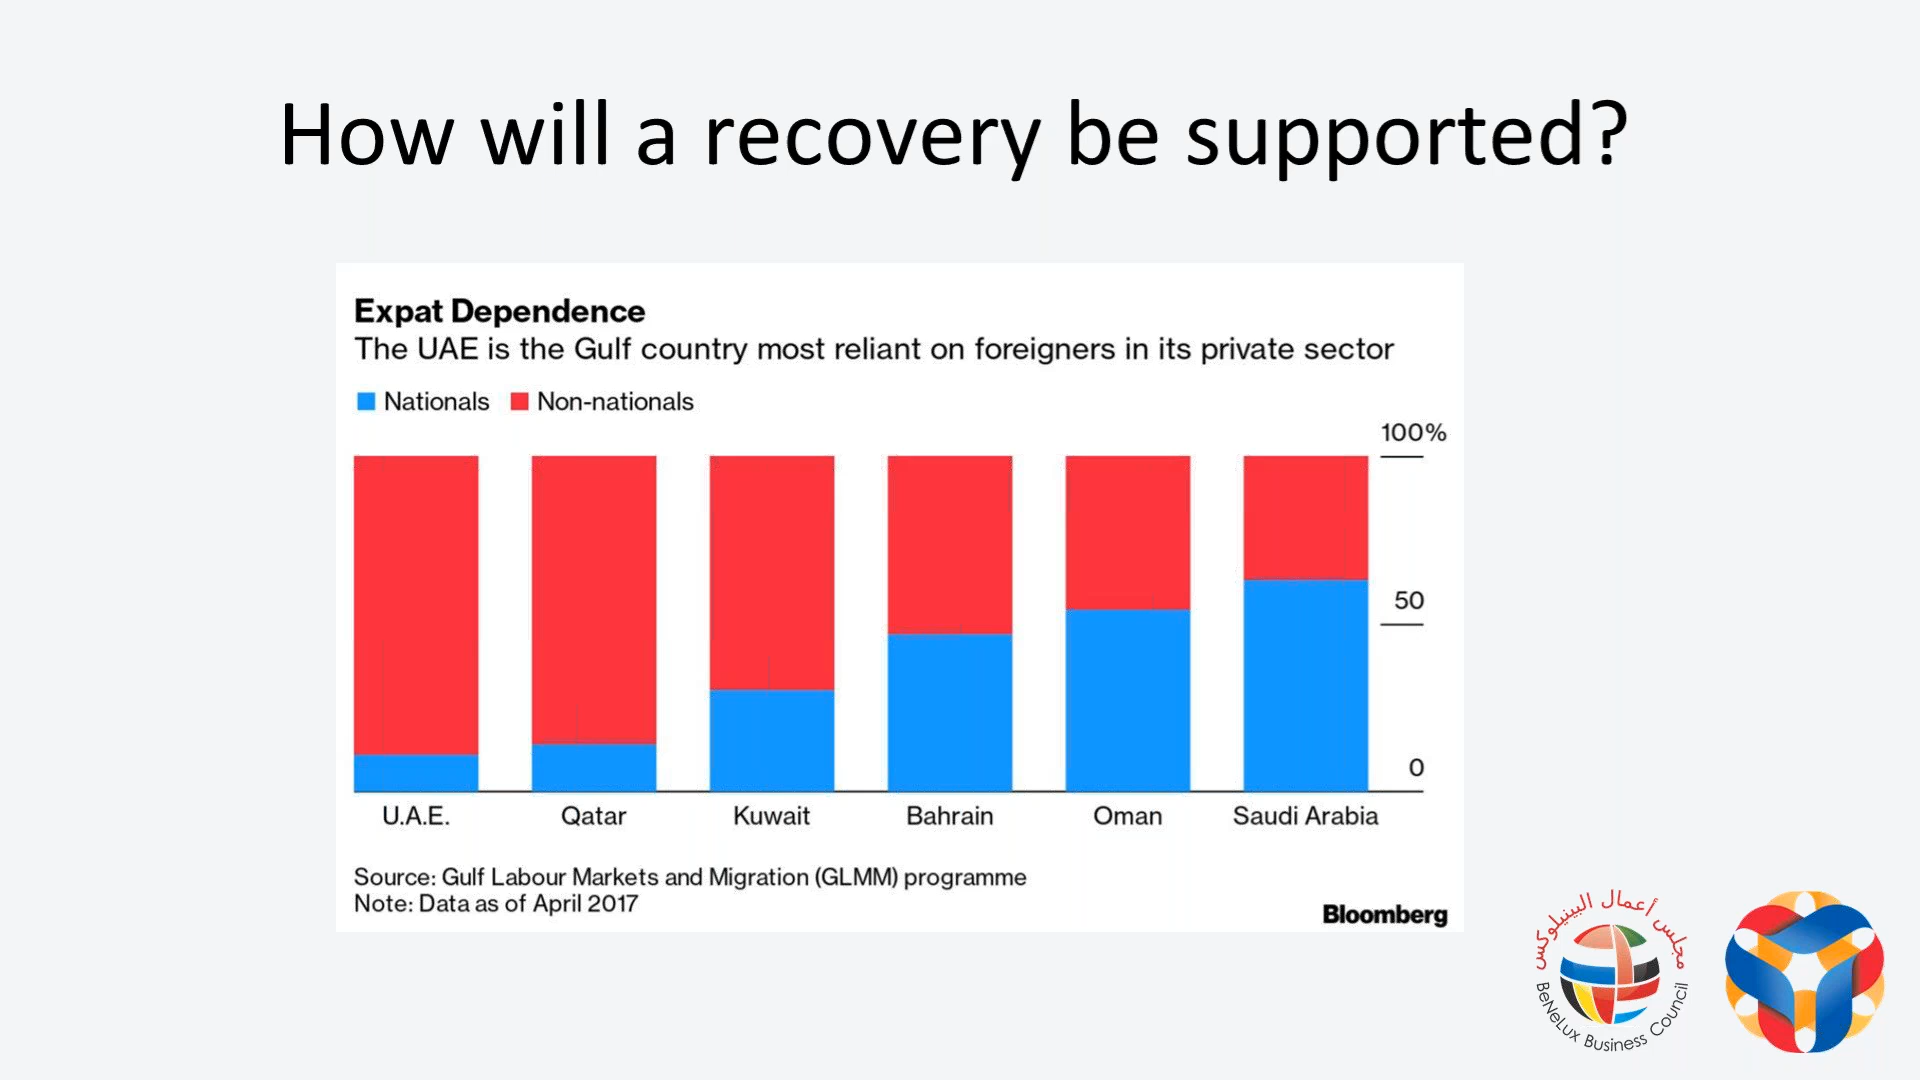 How will a recovery be supported?
Expat Dependence
The UAE is the Gulf country most reliant on foreigners in its private sector
Nationals Non-nationals
100%
50
0
U.A.E. Qatar Kuwait Bahrain Oman Saudi Arabia
Source: Gulf Labour Markets and Migration (GLMM) programme
Note: Data as of April 2017
Bloomberg
مجلس أعمال البينيلوكس
BeNeLux Business Council